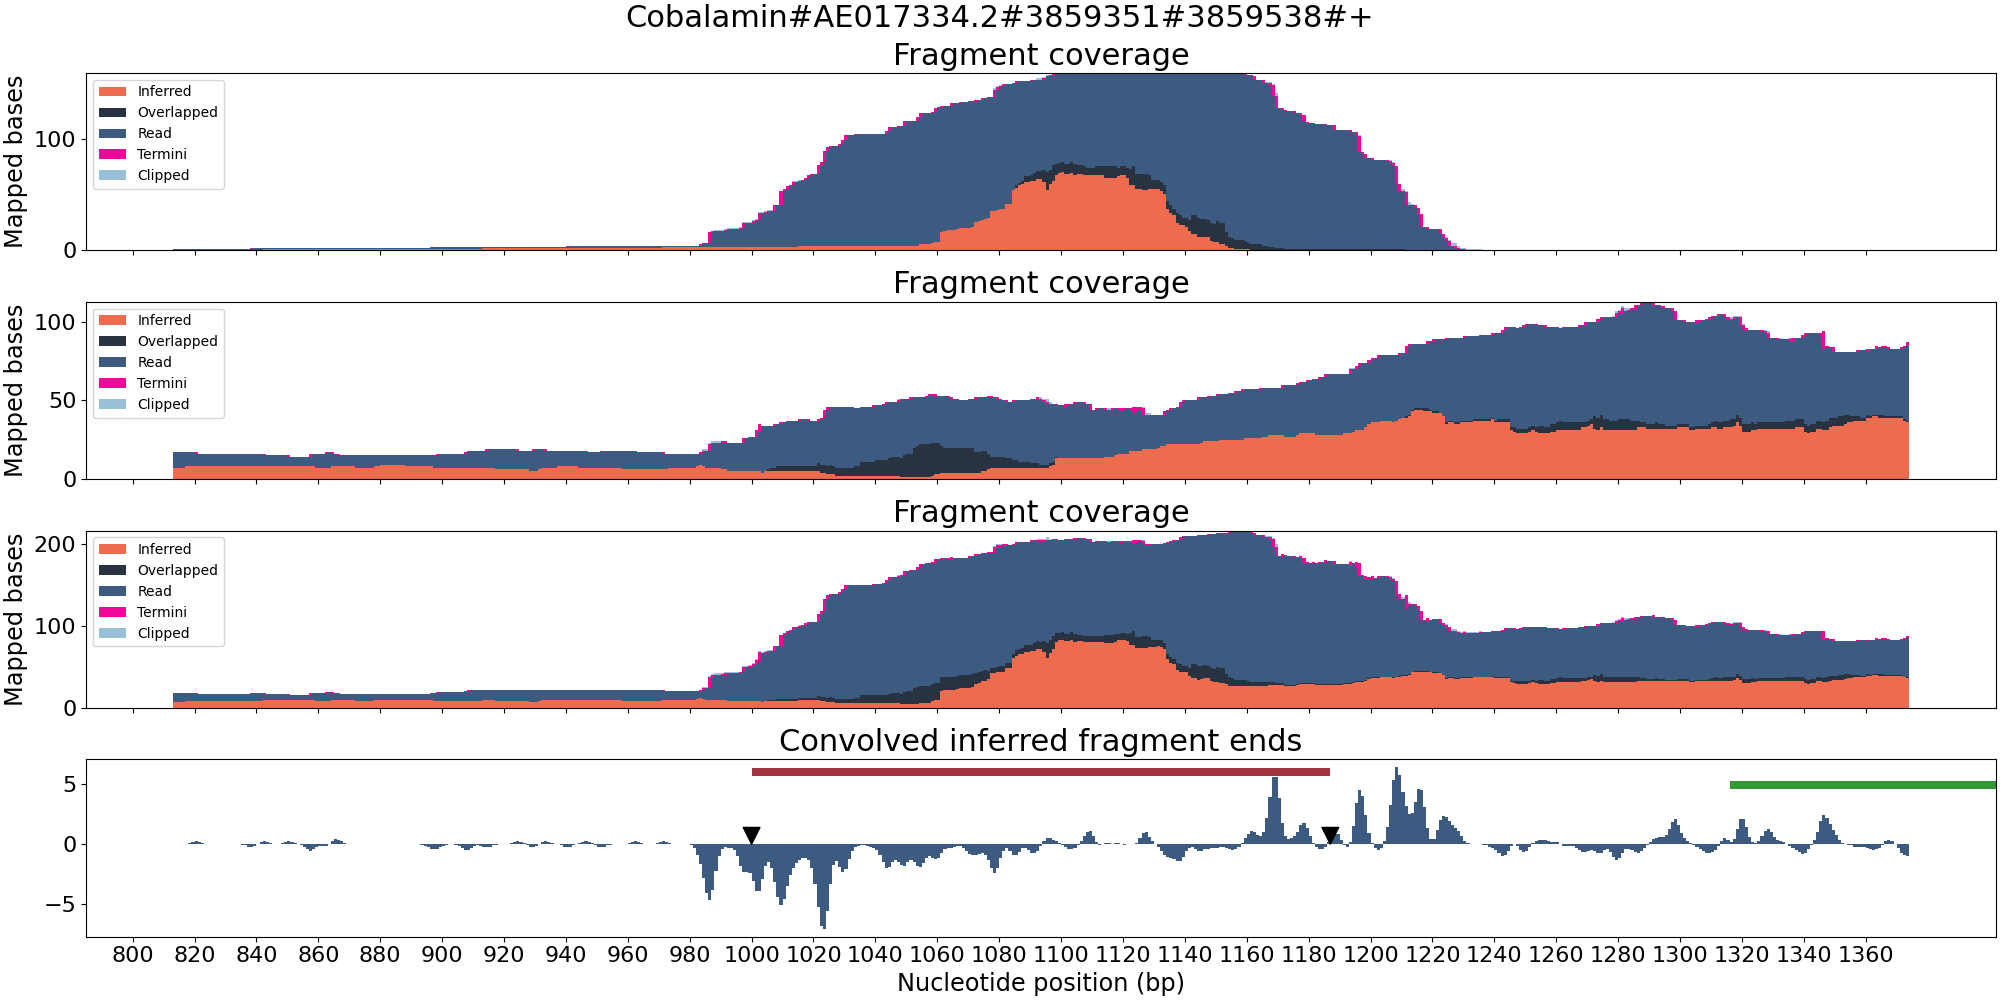 Cobalamin#AE017334.2#3859351#3859538#+
Fragment coverage
Mapped bases
100
0
Inferred
Overlapped
Read
Termini
Clipped
Fragment coverage
Mapped bases
100
50
0
Inferred
Overlapped
Read
Termini
Clipped
Fragment coverage
Mapped bases
200
100
0
Inferred
Overlapped
Read
Termini
Clipped
Convolved inferred fragment ends
5
0
−5
800 820 840 860 880 900 920 940 960 980 1000 1020 1040 1060 1080 1100 1120 1140 1160 1180 1200 1220 1240 1260 1280 1300 1320 1340 1360
Nucleotide position (bp)